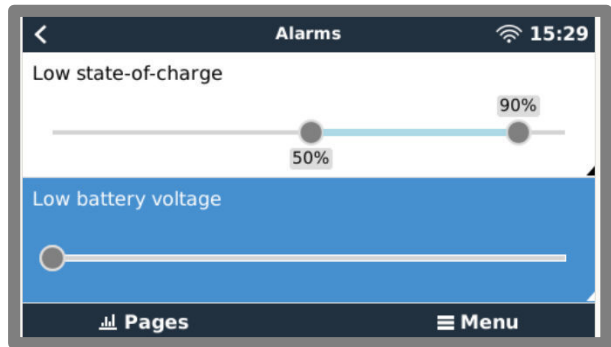 Alarms 15:29
Low state-of-charge
90%
50%
Low battery voltage
Pages Menu